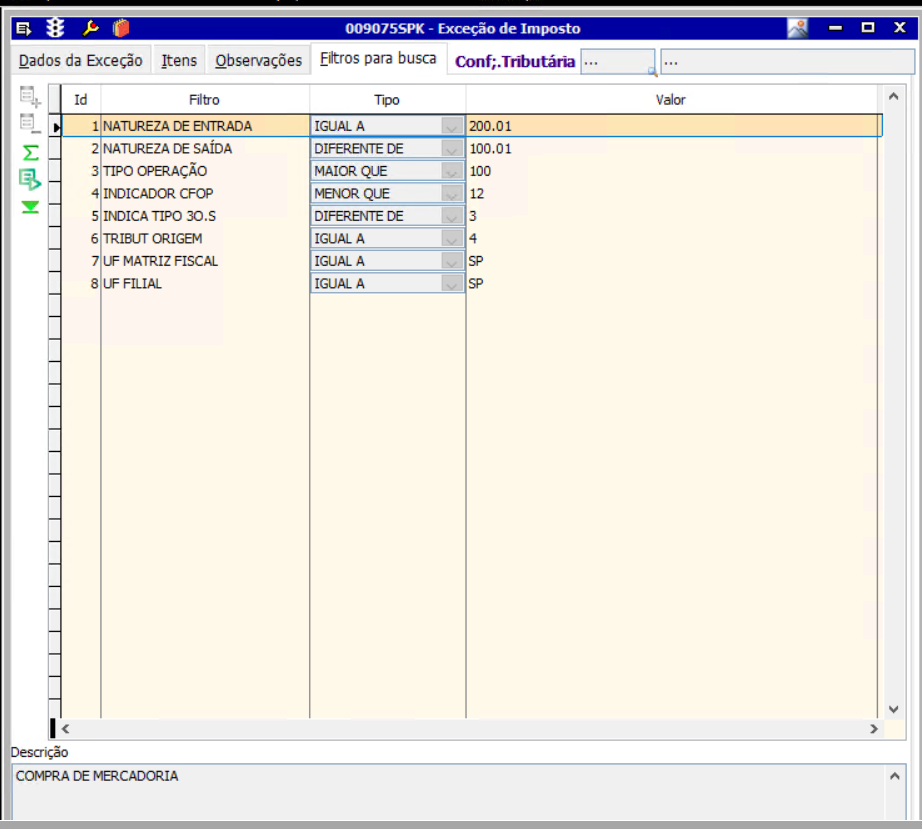 009075SPK - Exceção de Imposto
Dados da Exceção Itens Observações Filtros para busca Conf;.Tributária ... ...
Id Filtro Tipo Valor
1 NATUREZA DE ENTRADA IGUAL A 200.01
2 NATUREZA DE SAÍDA DIFERENTE DE 100.01
3 TIPO OPERAÇÃO MAIOR QUE 100
4 INDICADOR CFOP MENOR QUE 12
5 INDICA TIPO 3O.S DIFERENTE DE 3
6 TRIBUT ORIGEM IGUAL A 4
7 UF MATRIZ FISCAL IGUAL A SP
8 UF FILIAL IGUAL A SP
Descrição
COMPRA DE MERCADORIA